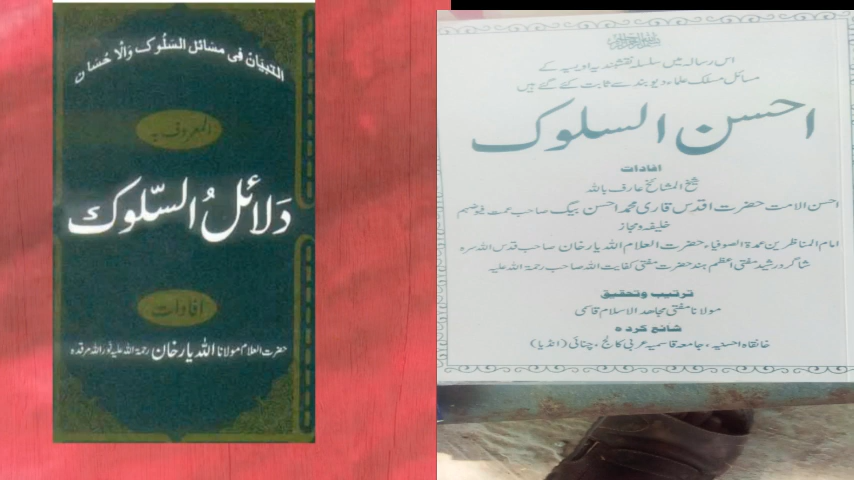 التبیان فی مسائل السلوک والاحسان
المعروف بہ
دَلائلُ السّلوک
افادات
حضرت العلام مولانا اللہ یار خان رحمۃ اللہ علیہ نور اللہ مرقدہ
اس رسالہ میں سلسلہ نقشبندیہ اویسیہ کے
مسائل مسلک علماء دیوبند سے ثابت کئے گئے ہیں
احسن السلوک
افادات
شیخ المشائخ عارف باللہ
احسن الامت حضرت اقدس قاری محمد احسن بیگ صاحب عمت فیوضہم
خلیفہ و مجاز
امام المناظرین عمدۃ الصوفیاء حضرت العلام اللہ یار خان صاحب قدس اللہ سرہ
شاگرد رشید مفتی اعظم ہند حضرت مفتی کفایت اللہ صاحب رحمۃ اللہ علیہ
ترتیب وتحقیق
مولانا مفتی مجاهد الاسلام قاسمی
شائع کردہ
خانقاہ احسنیہ، جامعہ قاسمیہ عربی کالج، چنائی (انڈیا)